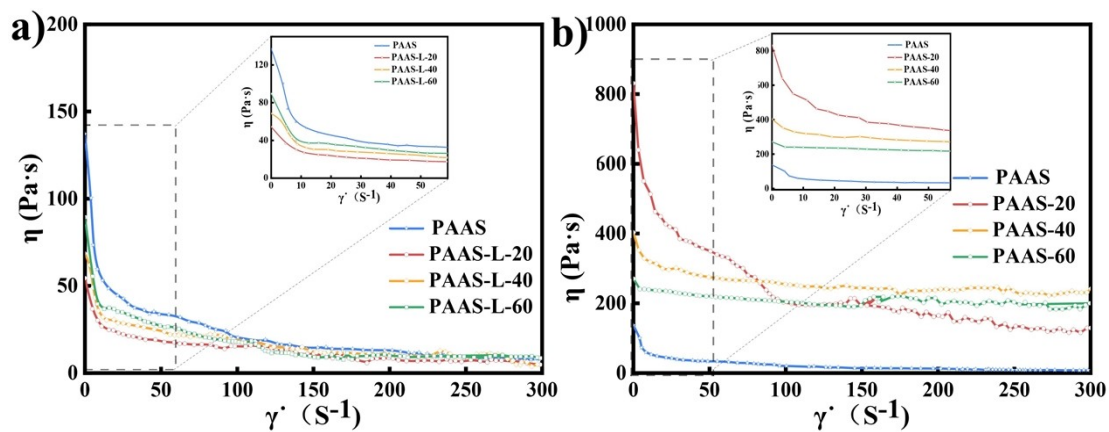 a)
η (Pa·s)
200
150
100
50
0
0 50 100 150 200 250 300
γ˙ (S-1)
η (Pa·s)
120
80
40
0
0 10 20 30 40 50
γ˙ (S-1)
PAAS
PAAS-L-20
PAAS-L-40
PAAS-L-60
PAAS
PAAS-L-20
PAAS-L-40
PAAS-L-60
b)
η (Pa·s)
1000
800
600
400
200
0
0 50 100 150 200 250 300
γ˙ (S-1)
η (Pa·s)
800
600
400
200
0
0 10 20 30 40 50
γ˙ (S-1)
PAAS
PAAS-20
PAAS-40
PAAS-60
PAAS
PAAS-20
PAAS-40
PAAS-60